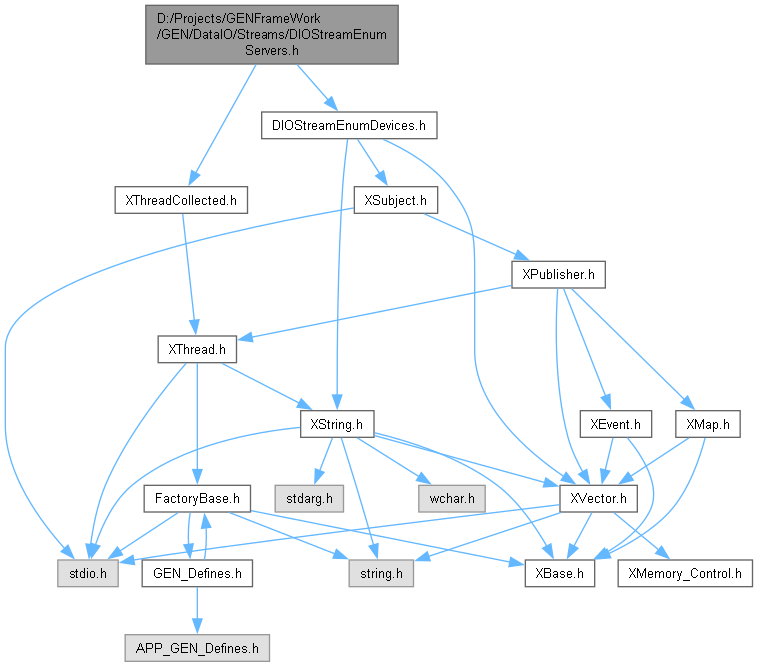 D:/Projects/GENFrameWork
/GEN/DataIO/Streams/DIOStreamEnum
Servers.h
DIOStreamEnumDevices.h
XThreadCollected.h
XSubject.h
XPublisher.h
XThread.h
XString.h
XEvent.h
XMap.h
FactoryBase.h
stdarg.h
wchar.h
XVector.h
stdio.h
GEN_Defines.h
string.h
XBase.h
XMemory_Control.h
APP_GEN_Defines.h